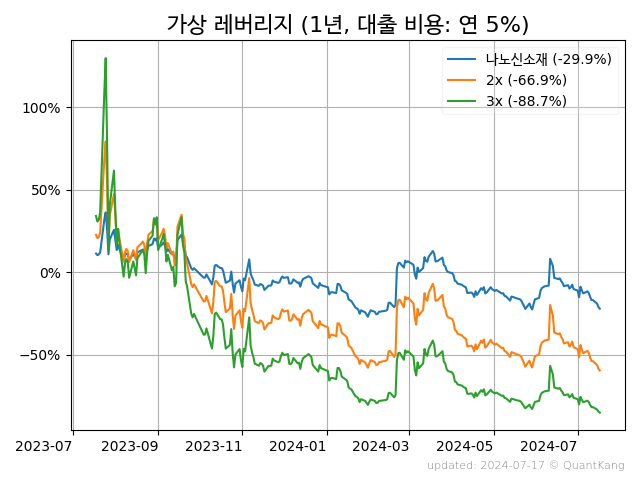 가상 레버리지 (1년, 대출 비용: 연 5%)
나노신소재 (-29.9%)
2x (-66.9%)
3x (-88.7%)
100%
50%
0%
−50%
2023-07 2023-09 2023-11 2024-01 2024-03 2024-05 2024-07
updated: 2024-07-17 © QuantKang